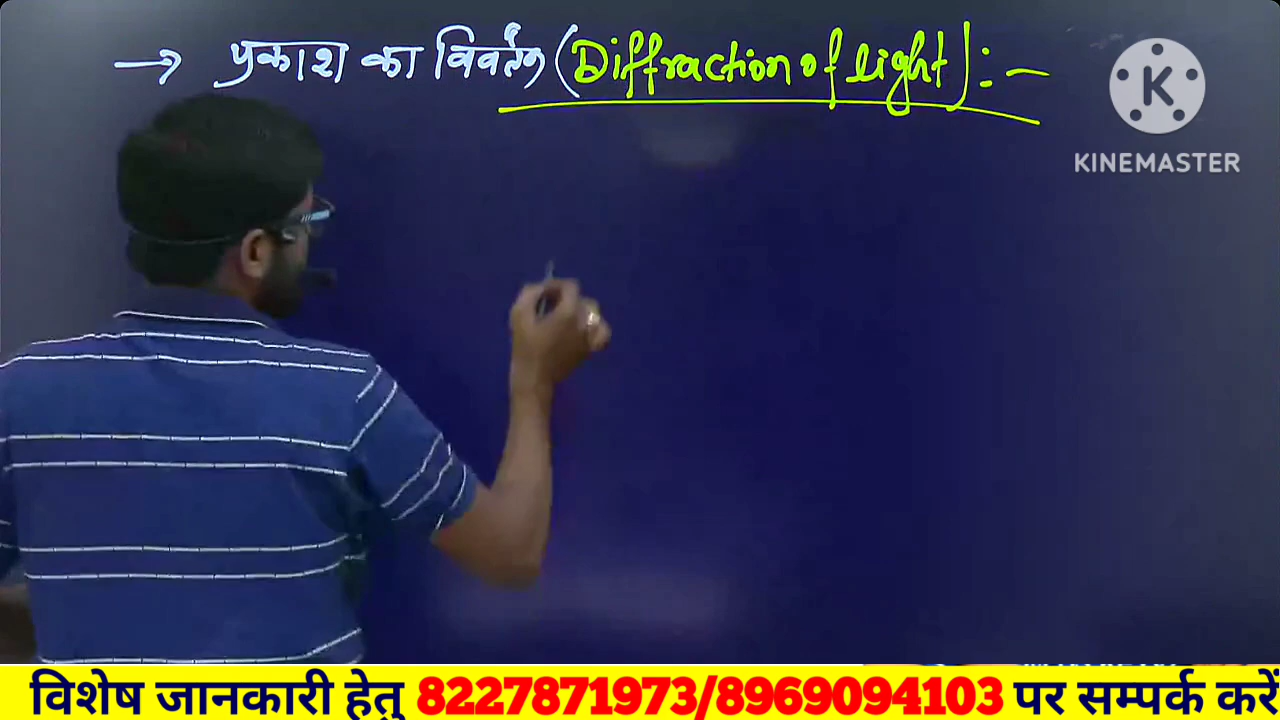 → प्रकाश का विवर्तन (Diffraction of light) :-
K
KINEMASTER
विशेष जानकारी हेतु 8227871973/8969094103 पर सम्पर्क करें